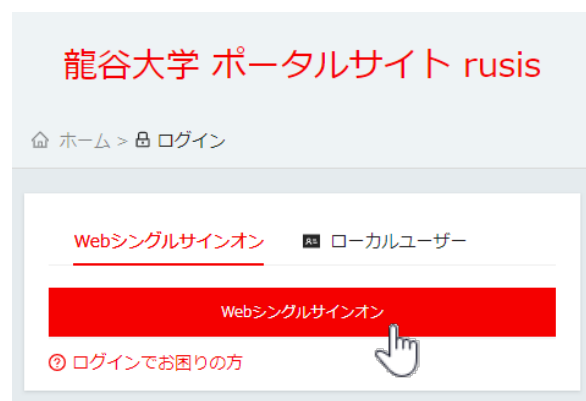 龍谷大学 ポータルサイト rusis
ホーム > ログイン
Webシングルサインオン ローカルユーザー
Webシングルサインオン
ログインでお困りの方